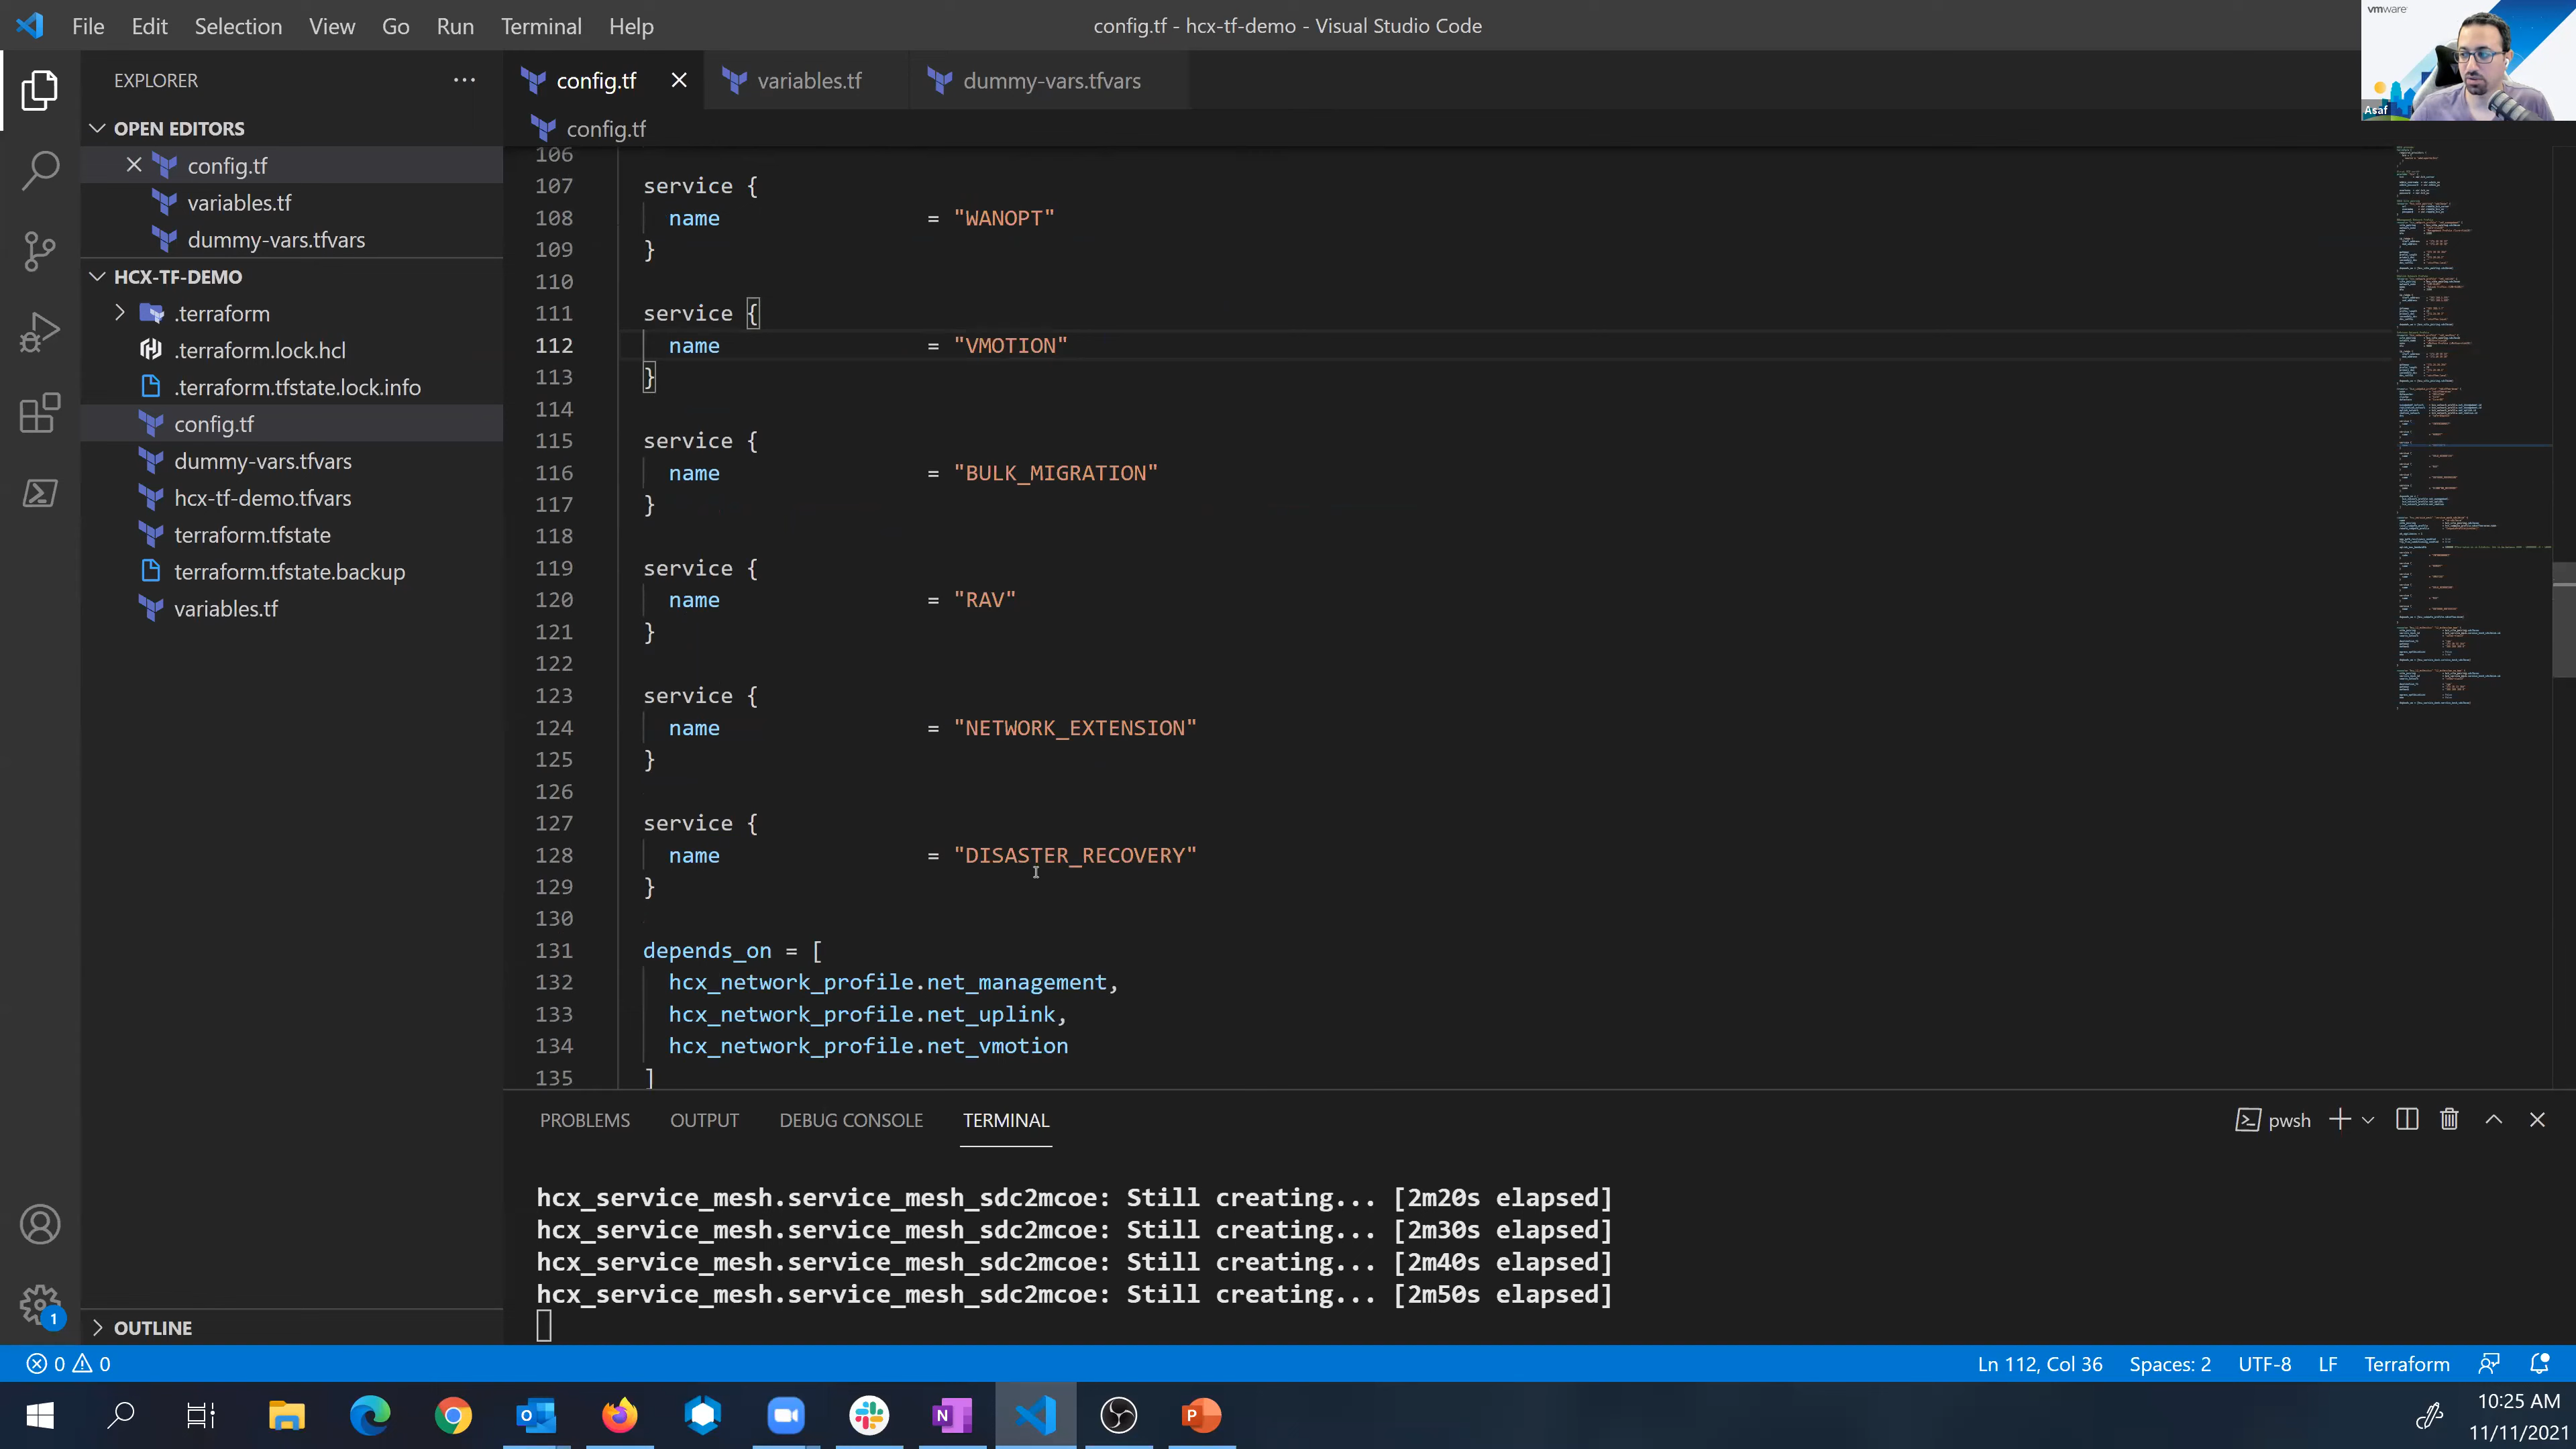 File Edit Selection View Go Run Terminal Help
config.tf - hcx-tf-demo - Visual Studio Code
vmware
Asaf
EXPLORER
OPEN EDITORS
config.tf
variables.tf
dummy-vars.tfvars
HCX-TF-DEMO
.terraform
.terraform.lock.hcl
.terraform.tfstate.lock.info
config.tf
dummy-vars.tfvars
hcx-tf-demo.tfvars
terraform.tfstate
terraform.tfstate.backup
variables.tf
OUTLINE
config.tf variables.tf dummy-vars.tfvars
config.tf
106
107 service {
108 name = "WANOPT"
109 }
110
111 service {
112 name = "VMOTION"
113 }
114
115 service {
116 name = "BULK_MIGRATION"
117 }
118
119 service {
120 name = "RAV"
121 }
122
123 service {
124 name = "NETWORK_EXTENSION"
125 }
126
127 service {
128 name = "DISASTER_RECOVERY"
129 }
130
131 depends_on = [
132 hcx_network_profile.net_management,
133 hcx_network_profile.net_uplink,
134 hcx_network_profile.net_vmotion
135 ]
PROBLEMS OUTPUT DEBUG CONSOLE TERMINAL
pwsh
hcx_service_mesh.service_mesh_sdc2mcoe: Still creating... [2m20s elapsed]
hcx_service_mesh.service_mesh_sdc2mcoe: Still creating... [2m30s elapsed]
hcx_service_mesh.service_mesh_sdc2mcoe: Still creating... [2m40s elapsed]
hcx_service_mesh.service_mesh_sdc2mcoe: Still creating... [2m50s elapsed]
1
0 0
Ln 112, Col 36 Spaces: 2 UTF-8 LF Terraform
10:25 AM
11/11/2021